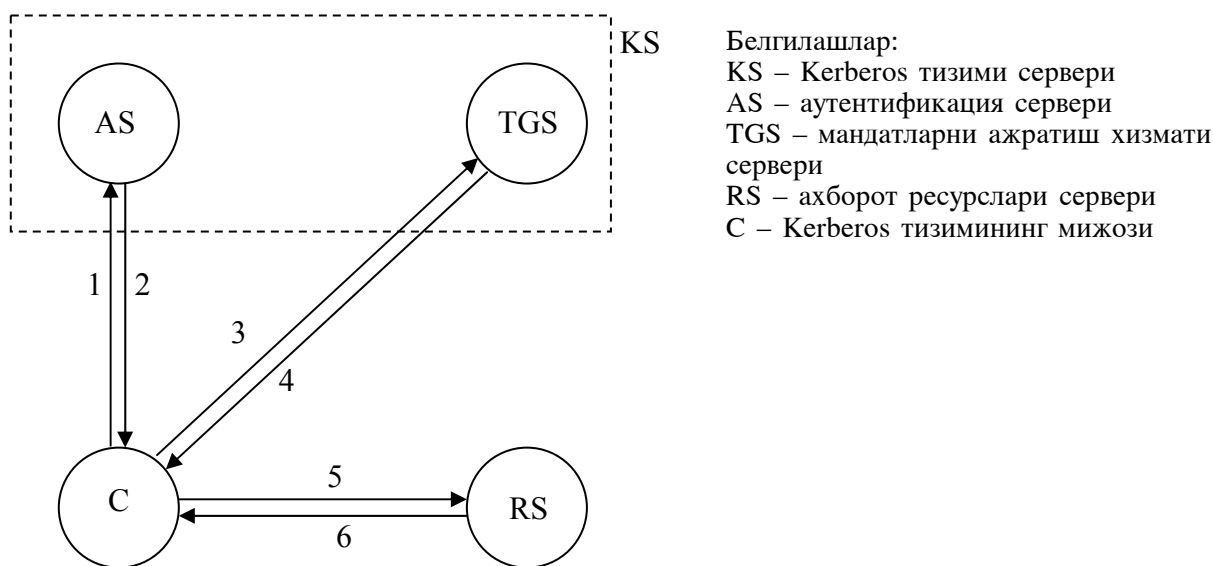 KS
AS
TGS
1
2
3
4
C
5
6
RS
Белгилашлар:
KS – Kerberos тизими сервери
AS – аутентификация сервери
TGS – мандатларни ажратиш хизмати
сервери
RS – ахборот ресурслари сервери
C – Kerberos тизимининг мижози